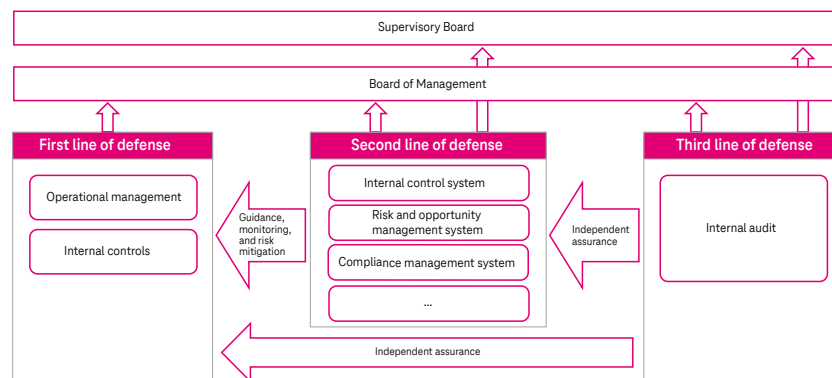 Supervisory Board
Board of Management
First line of defense
Second line of defense
Third line of defense
Operational management
Internal controls
Guidance,
monitoring,
and risk
mitigation
Internal control system
Risk and opportunity
management system
Compliance management system
...
Independent
assurance
Internal audit
Independent assurance